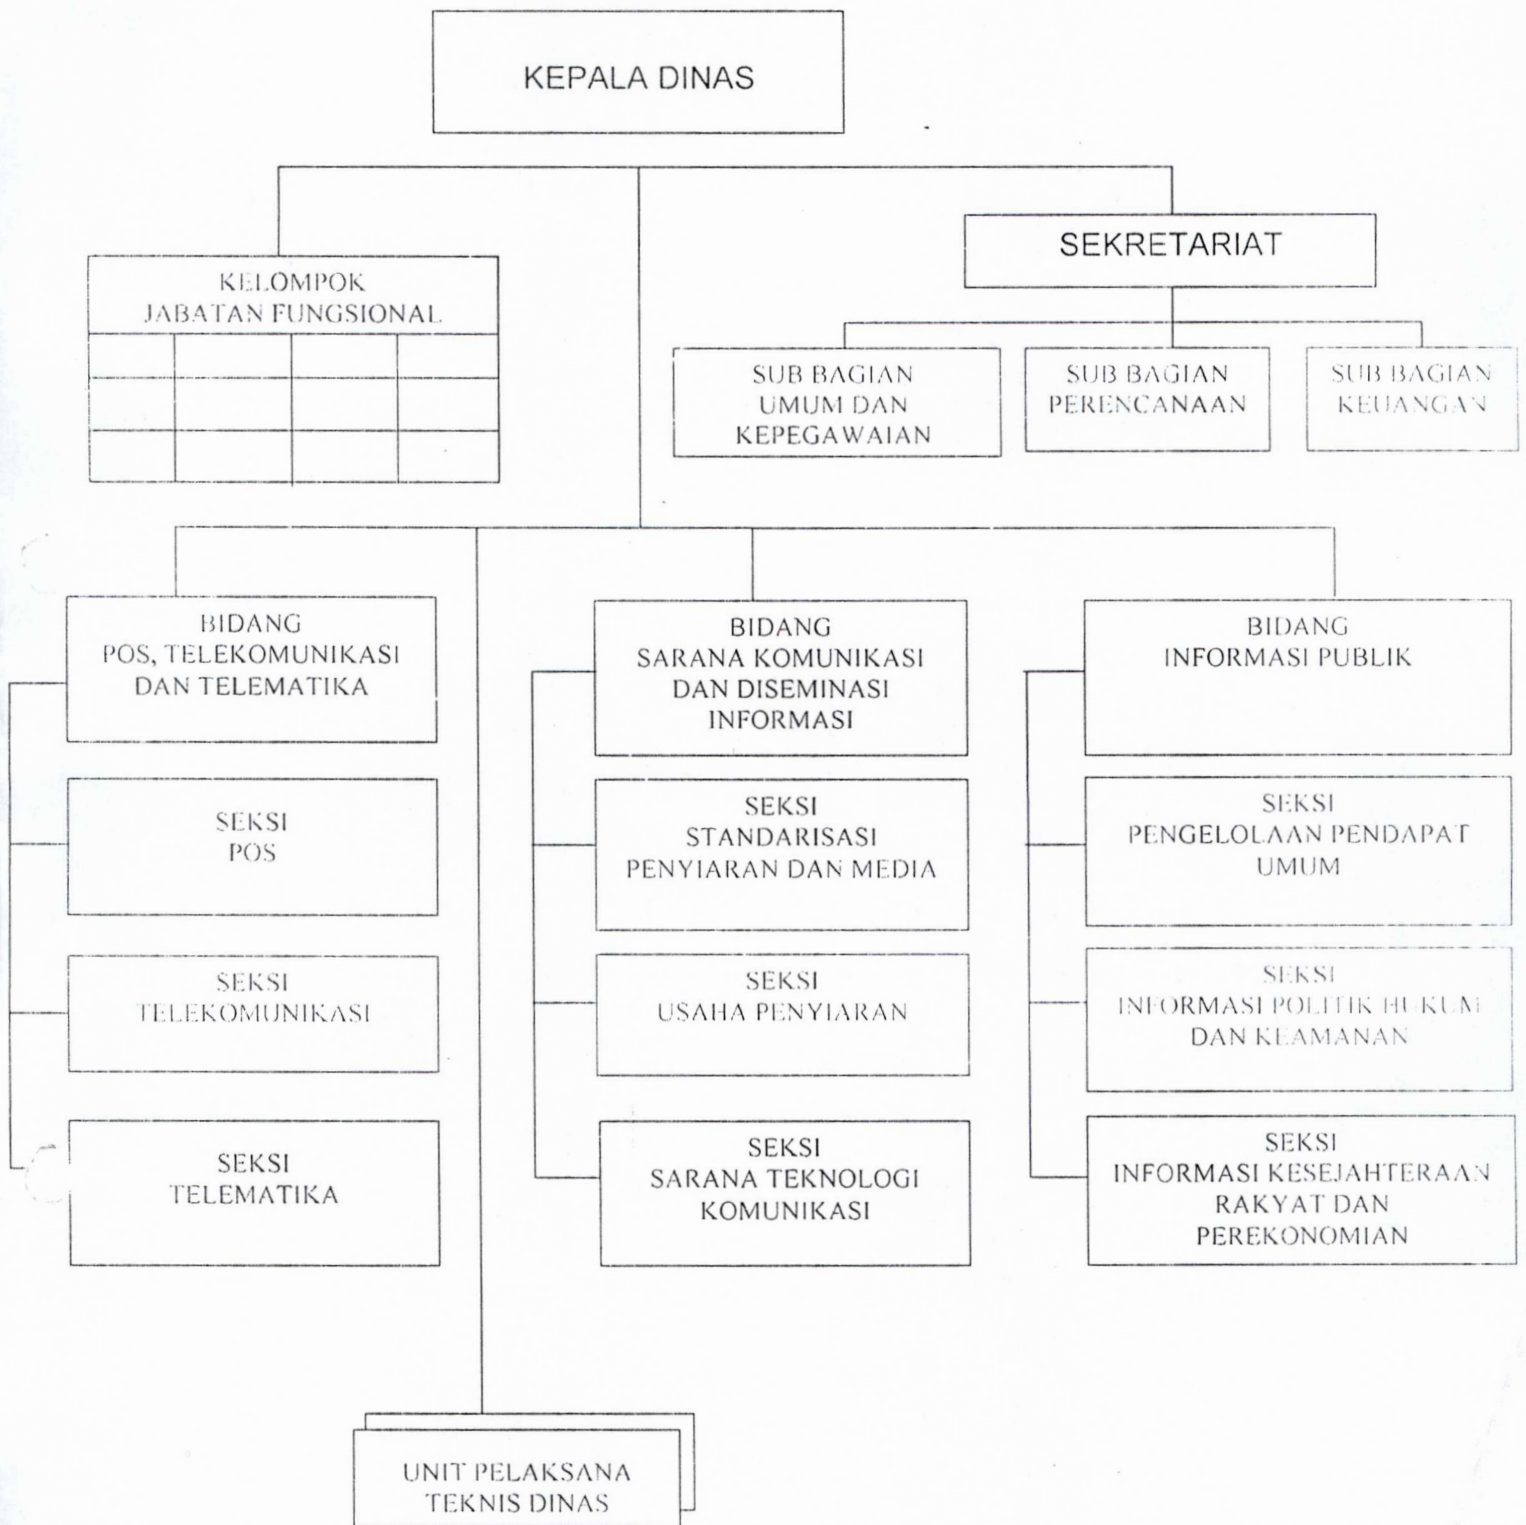 KEPALA DINAS
SEKRETARIAT
KELOMPOK
JABATAN FUNGSIONAL
SUB BAGIAN
UMUM DAN
KEPEGAWAIAN
SUB BAGIAN
PERENCANAAN
SUB BAGIAN
KEUANGAN
BIDANG
POS, TELEKOMUNIKASI
DAN TELEMATIKA
BIDANG
SARANA KOMUNIKASI
DAN DISEMINASI
INFORMASI
BIDANG
INFORMASI PUBLIK
SEKSI
POS
SEKSI
STANDARISASI
PENYIARAN DAN MEDIA
SEKSI
PENGELOLAAN PENDAPAT
UMUM
SEKSI
TELEKOMUNIKASI
SEKSI
USAHA PENYIARAN
SEKSI
INFORMASI POLITIK HUKUM
DAN KEAMANAN
SEKSI
TELEMATIKA
SEKSI
SARANA TEKNOLOGI
KOMUNIKASI
SEKSI
INFORMASI KESEJAHTERAAN
RAKYAT DAN
PEREKONOMIAN
UNIT PELAKSANA
TEKNIS DINAS